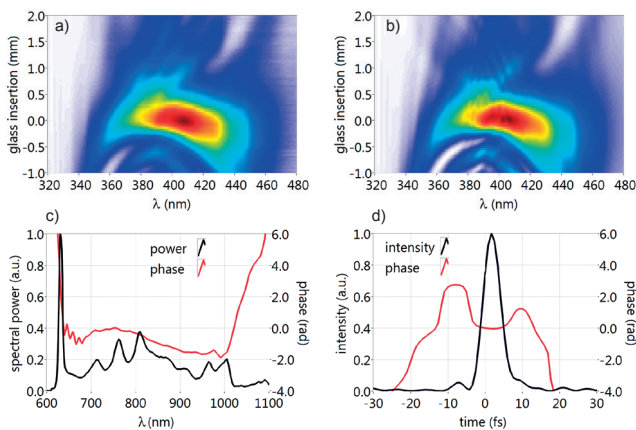 a)
glass insertion (mm)
2.0
1.5
1.0
0.5
0.0
-0.5
-1.0
320 340 360 380 400 420 440 460 480
λ (nm)
b)
glass insertion (mm)
2.0
1.5
1.0
0.5
0.0
-0.5
-1.0
320 340 360 380 400 420 440 460 480
λ (nm)
c)
spectral power (a.u.)
1.0
0.8
0.6
0.4
0.2
0.0
power
phase
6.0
4.0
2.0
0.0
-2.0
-4.0
phase (rad)
600 700 800 900 1000 1100
λ(nm)
d)
intensity (a.u.)
1.0
0.8
0.6
0.4
0.2
0.0
intensity
phase
6.0
4.0
2.0
0.0
-2.0
-4.0
phase (rad)
-30 -20 -10 0 10 20 30
time (fs)